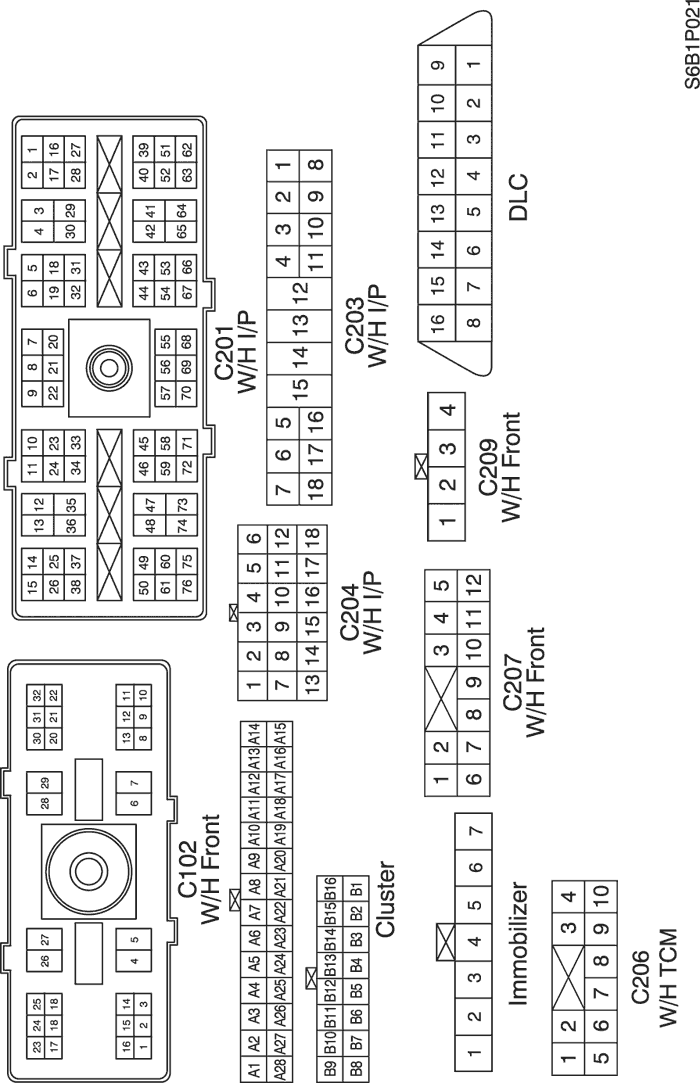 23 24 25 26 27 28 29 30 31 32
17 18 18 20 21 22
16 15 14 4 5 6 7 13 12 11
1 2 3 8 9 10
C102
W/H Front
15 14 13 12 11 10 9 8 7 6 5 4 3 2 1
26 25 24 23 22 21 20 19 18 17 16
38 37 36 35 34 33 32 31 30 29 28 27
50 49 48 47 46 45 57 56 55 44 43 42 41 40 39
61 60 59 58 54 53 52 51
76 75 74 73 72 71 70 69 68 67 66 65 64 63 62
C201
W/H I/P
A1 A2 A3 A4 A5 A6 A7 A8 A9 A10 A11 A12 A13 A14
A28 A27 A26 A25 A24 A23 A22 A21 A20 A19 A18 A17 A16 A15
B9 B10 B11 B12 B13 B14 B15 B16
B8 B7 B6 B5 B4 B3 B2 B1
Cluster
1 2 3 4 5 6
7 8 9 10 11 12
13 14 15 16 17 18
C204
W/H I/P
7 6 5 15 14 13 12 4 3 2 1
18 17 16 11 10 9 8
C203
W/H I/P
1 2 3 4 5 6 7
Immobilizer
1 2 3 4 5
6 7 8 9 10 11 12
C207
W/H Front
1 2 3 4
C209
W/H Front
16 15 14 13 12 11 10 9
8 7 6 5 4 3 2 1
DLC
1 2 3 4
5 6 7 8 9 10
C206
W/H TCM
S6B1P021